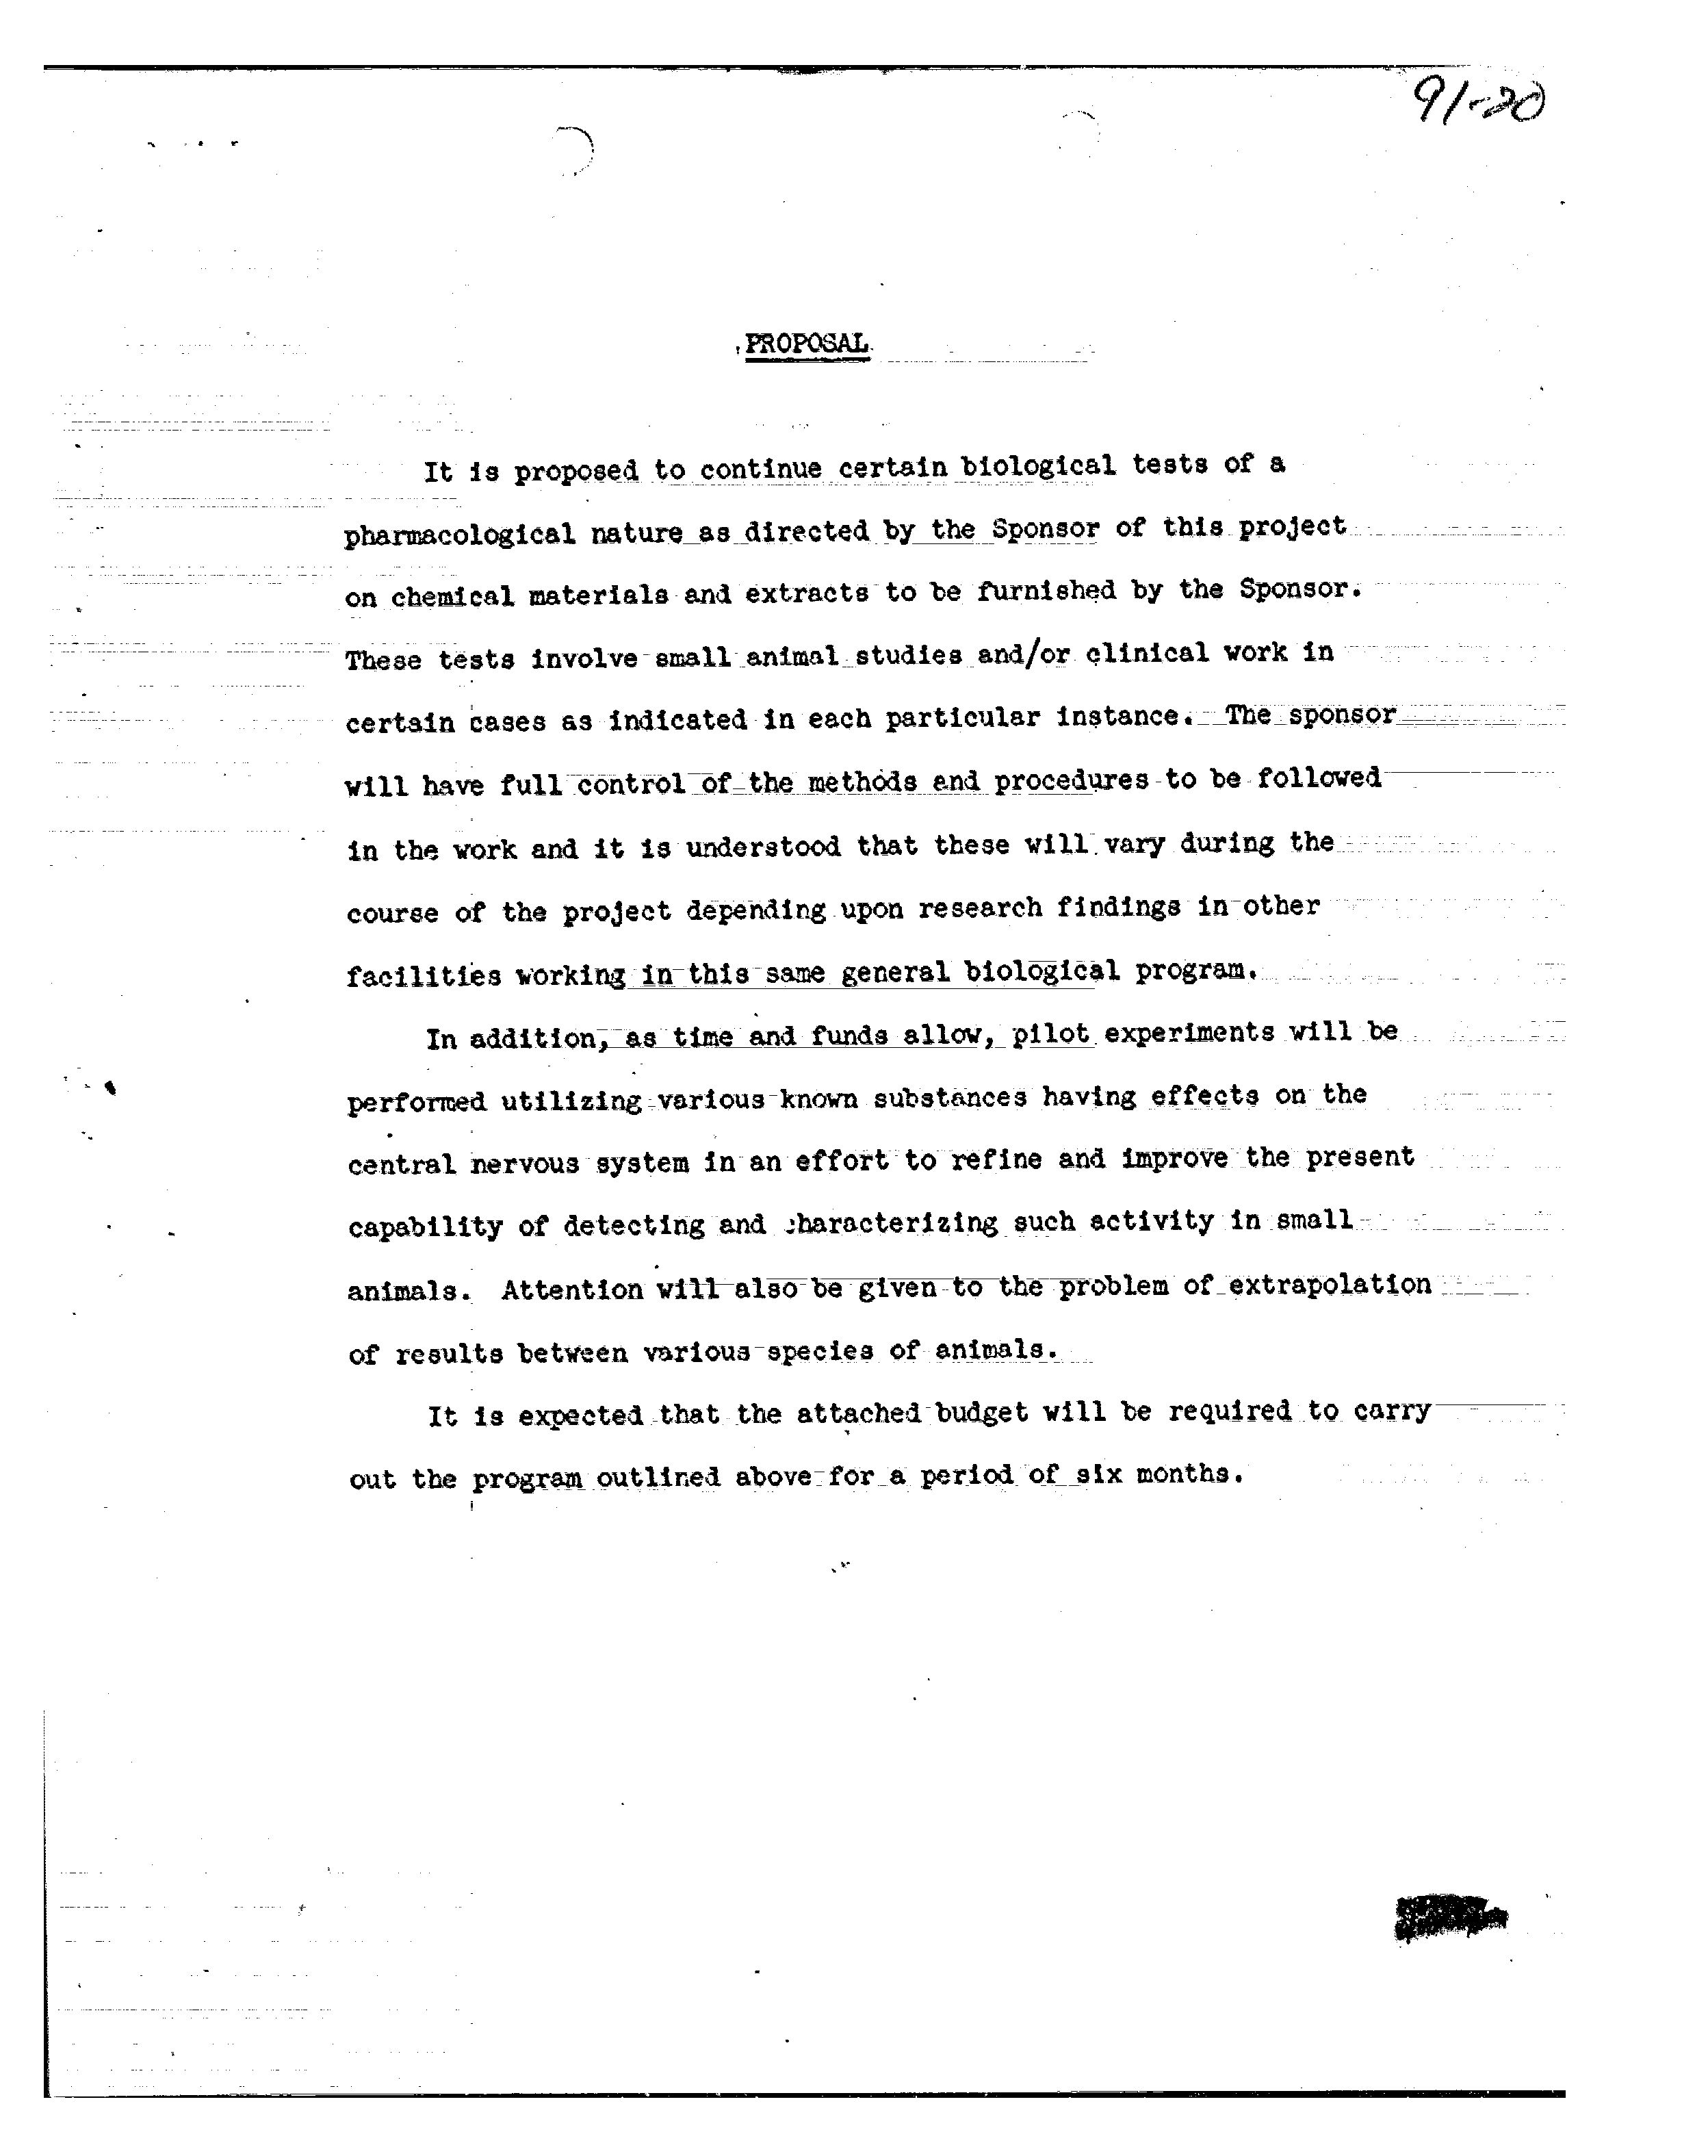 91-20
PROPOSAL
It is proposed to continue certain biological tests of a
pharmacological nature as directed by the Sponsor of this project
on chemical materials and extracts to be furnished by the Sponsor.
These tests involve small animal studies and/or clinical work in
certain cases as indicated in each particular instance. The sponsor
will have full control of the methods and procedures to be followed
in the work and it is understood that these will vary during the
course of the project depending upon research findings in other
facilities working in this same general biological program.
In addition, as time and funds allow, pilot experiments will be
performed utilizing various known substances having effects on the
central nervous system in an effort to refine and improve the present
capability of detecting and characterizing such activity in small
animals. Attention will also be given to the problem of extrapolation
of results between various species of animals.
It is expected that the attached budget will be required to carry
out the program outlined above for a period of six months.